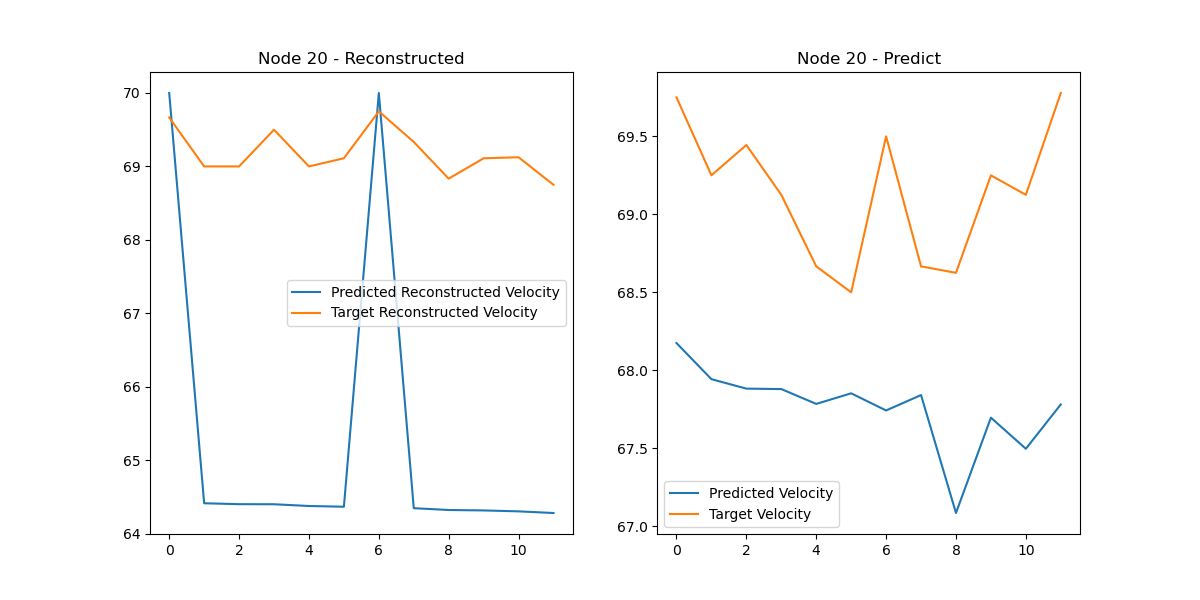 Node 20 - Reconstructed
70
69
68
67
66
65
64
0 2 4 6 8 10
Predicted Reconstructed Velocity
Target Reconstructed Velocity
Node 20 - Predict
69.5
69.0
68.5
68.0
67.5
67.0
0 2 4 6 8 10
Predicted Velocity
Target Velocity